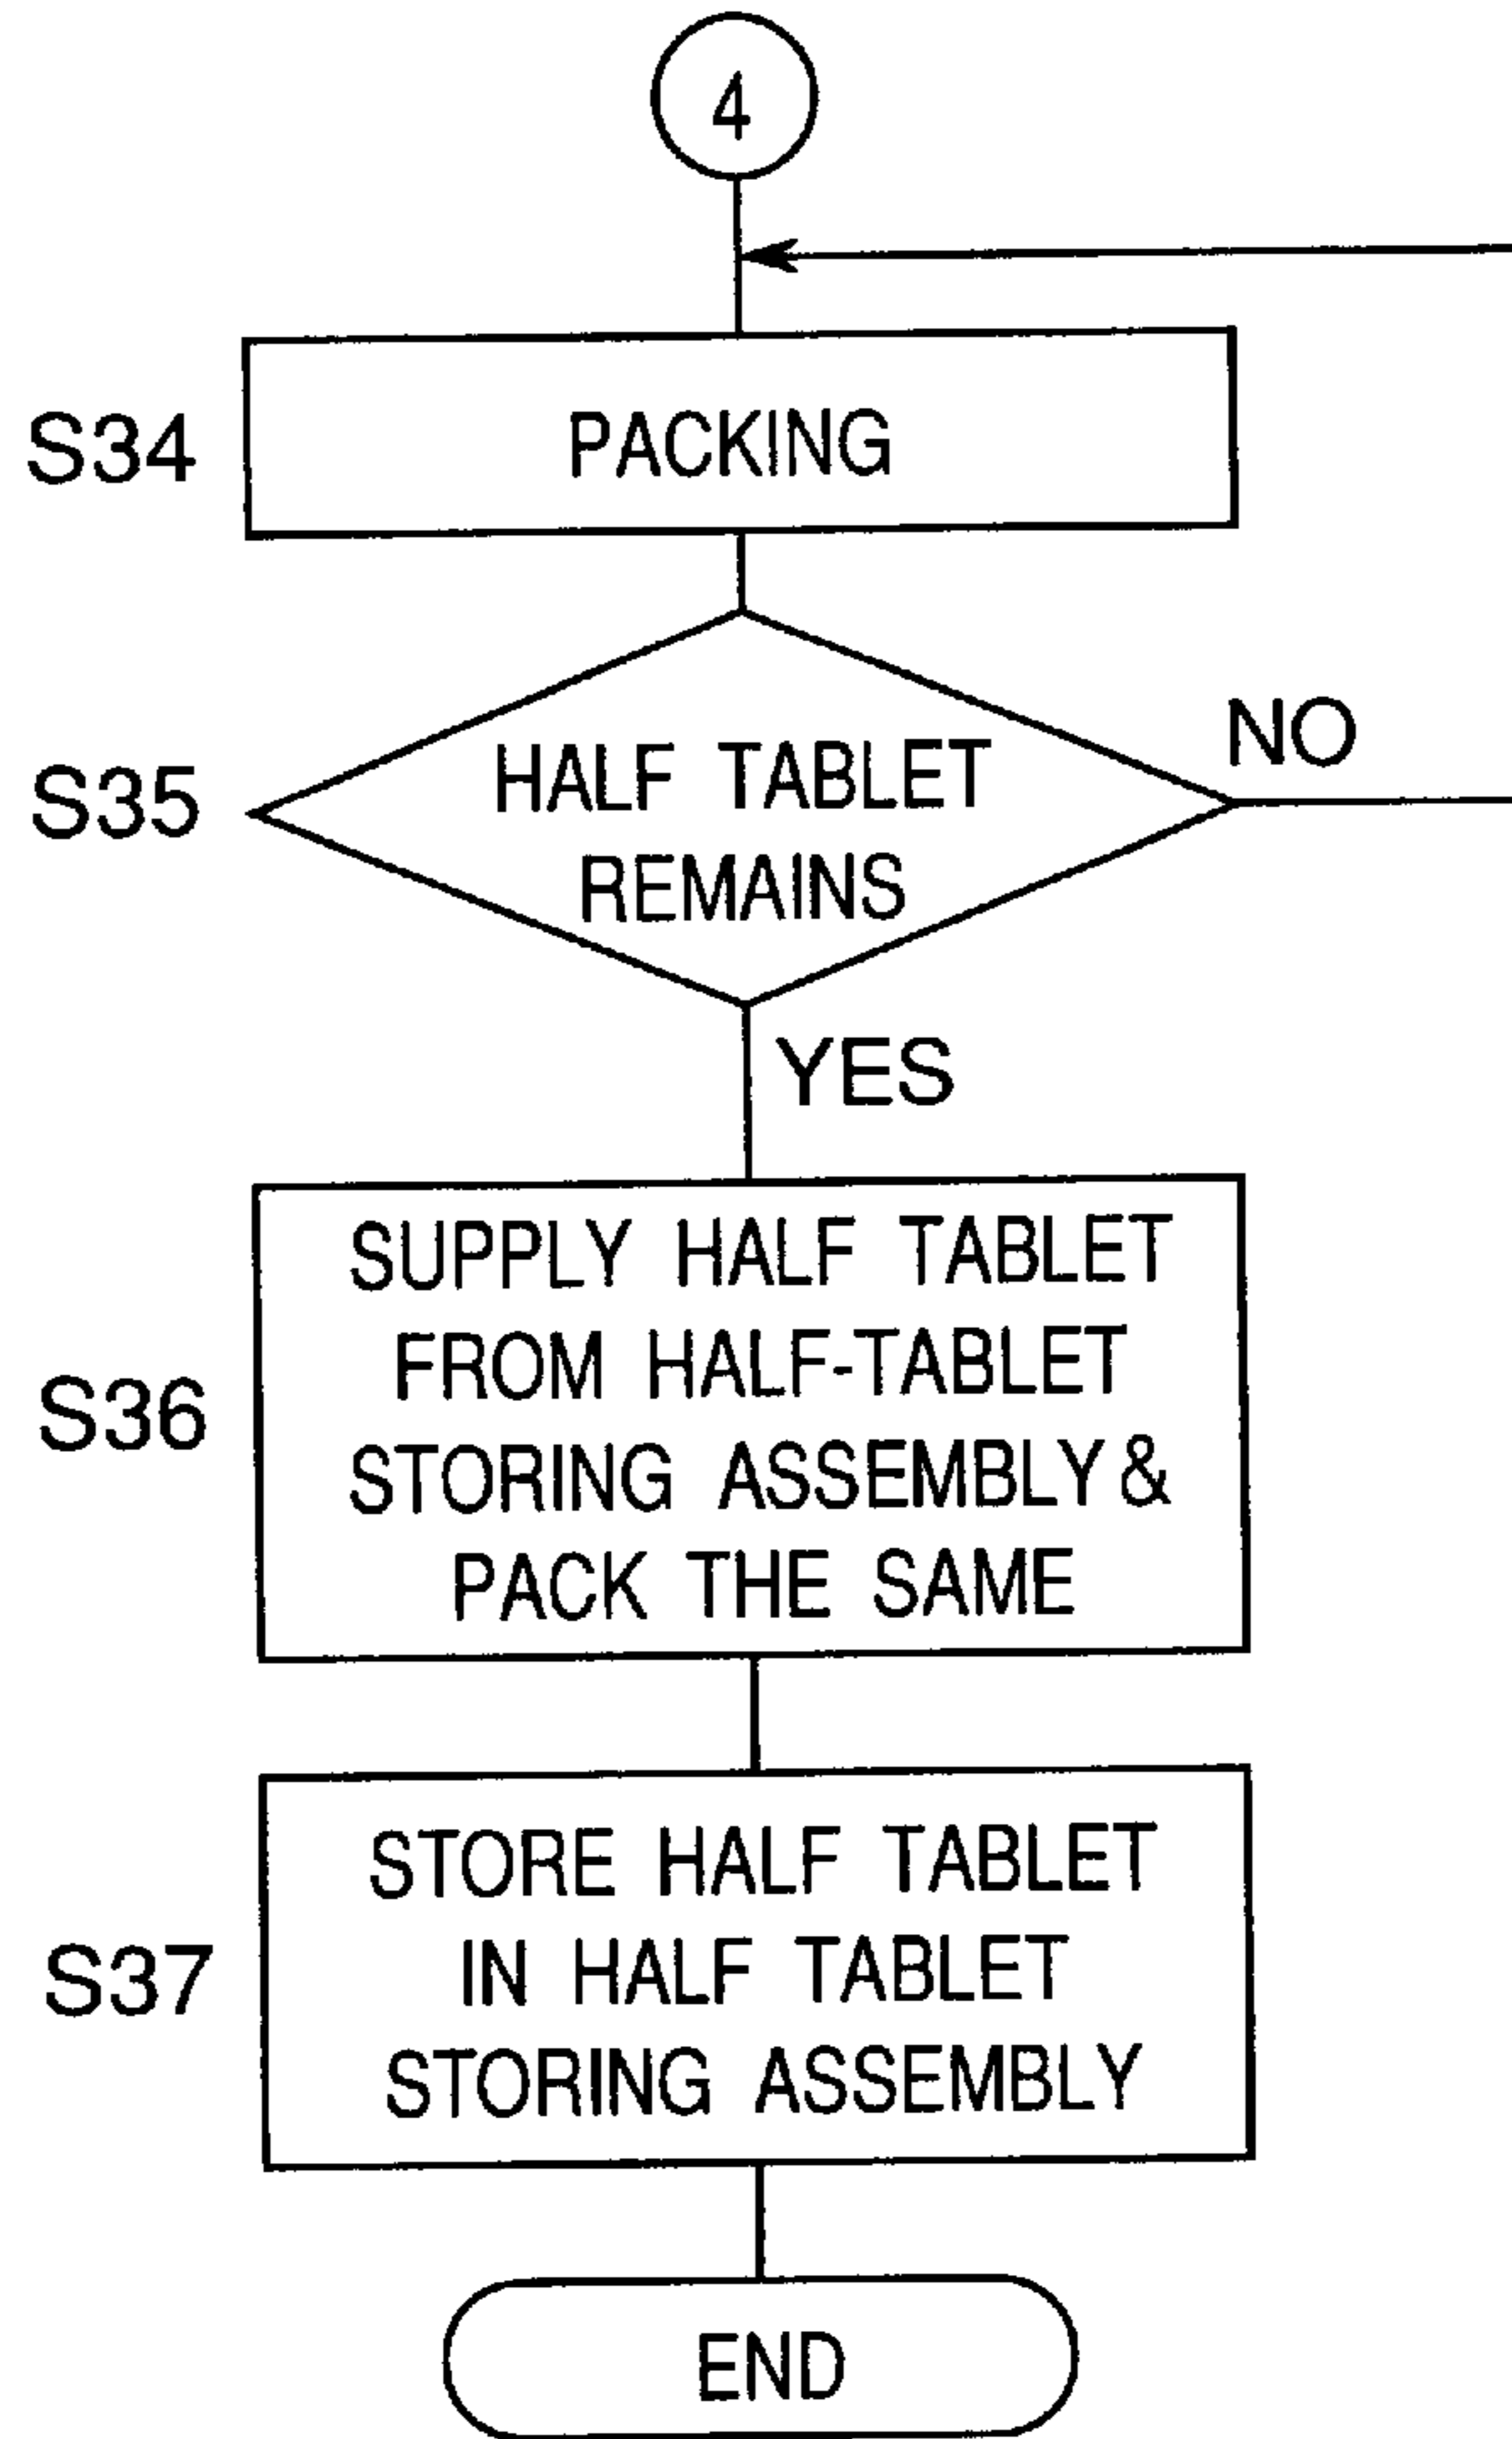 4
S34
PACKING
S35
HALF TABLET
REMAINS
NO
YES
S36
SUPPLY HALF TABLET
FROM HALF-TABLET
STORING ASSEMBLY &
PACK THE SAME
S37
STORE HALF TABLET
IN HALF TABLET
STORING ASSEMBLY
END